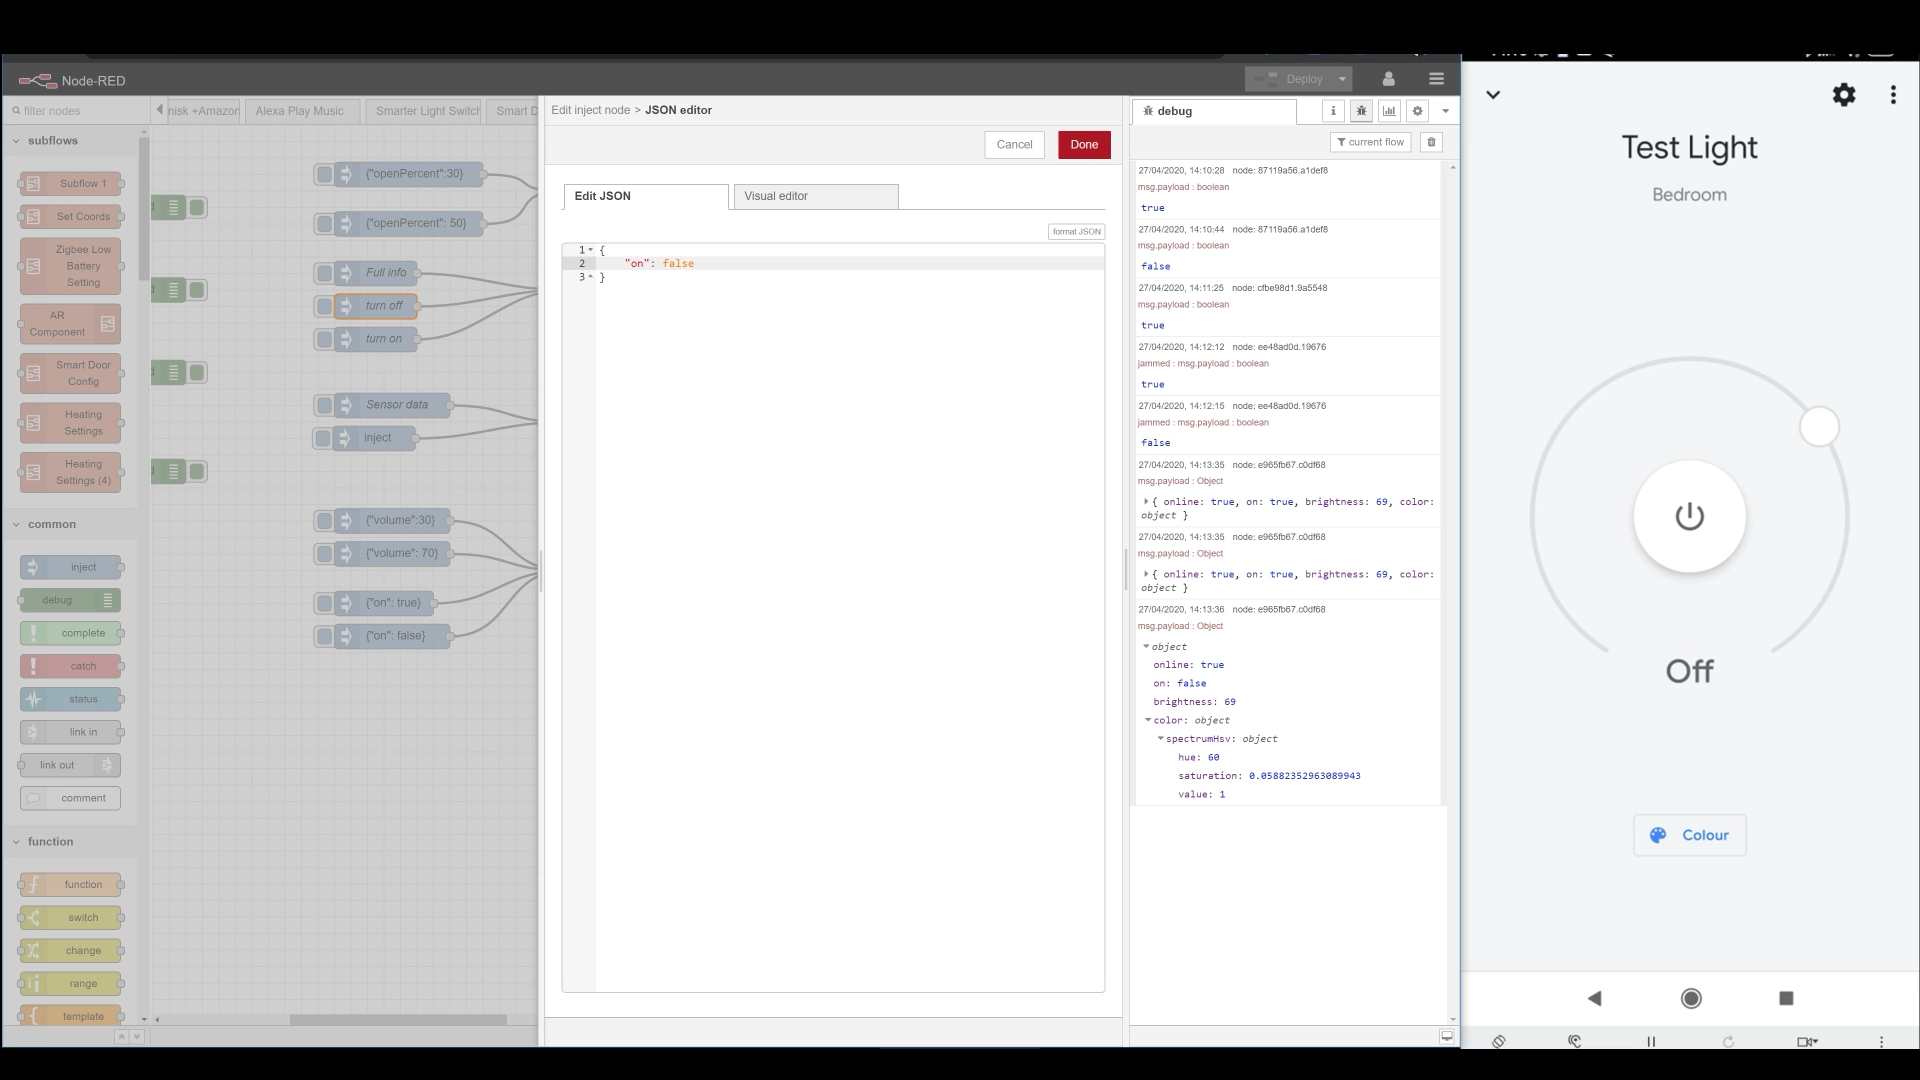 Node-RED
Deploy
filter nodes
nisk +Amazon
Alexa Play Music
Smarter Light Switch
Smart D
subflows
Subflow 1
Set Coords
Zigbee Low
Battery
Setting
AR
Component
Smart Door
Config
Heating
Settings
Heating
Settings (4)
common
inject
debug
complete
catch
status
link in
link out
comment
function
function
switch
change
range
template
{"openPercent":30}
{"openPercent": 50}
Full info
turn off
turn on
Sensor data
inject
{"volume":30}
{"volume": 70}
{"on": true}
{"on": false}
Edit inject node > JSON editor
Cancel
Done
Edit JSON
Visual editor
format JSON
1 {
2 "on": false
3 }
debug
current flow
27/04/2020, 14:10:28 node: 87119a56.a1def8
msg.payload : boolean
true
27/04/2020, 14:10:44 node: 87119a56.a1def8
msg.payload : boolean
false
27/04/2020, 14:11:25 node: cfbe98d1.9a5548
msg.payload : boolean
true
27/04/2020, 14:12:12 node: ee48ad0d.19676
jammed : msg.payload : boolean
true
27/04/2020, 14:12:15 node: ee48ad0d.19676
jammed : msg.payload : boolean
false
27/04/2020, 14:13:35 node: e965fb67.c0df68
msg.payload : Object
{ online: true, on: true, brightness: 69, color:
object }
27/04/2020, 14:13:35 node: e965fb67.c0df68
msg.payload : Object
{ online: true, on: true, brightness: 69, color:
object }
27/04/2020, 14:13:36 node: e965fb67.c0df68
msg.payload : Object
object
online: true
on: false
brightness: 69
color: object
spectrumHsv: object
hue: 60
saturation: 0.05882352963089943
value: 1
Test Light
Bedroom
Off
Colour